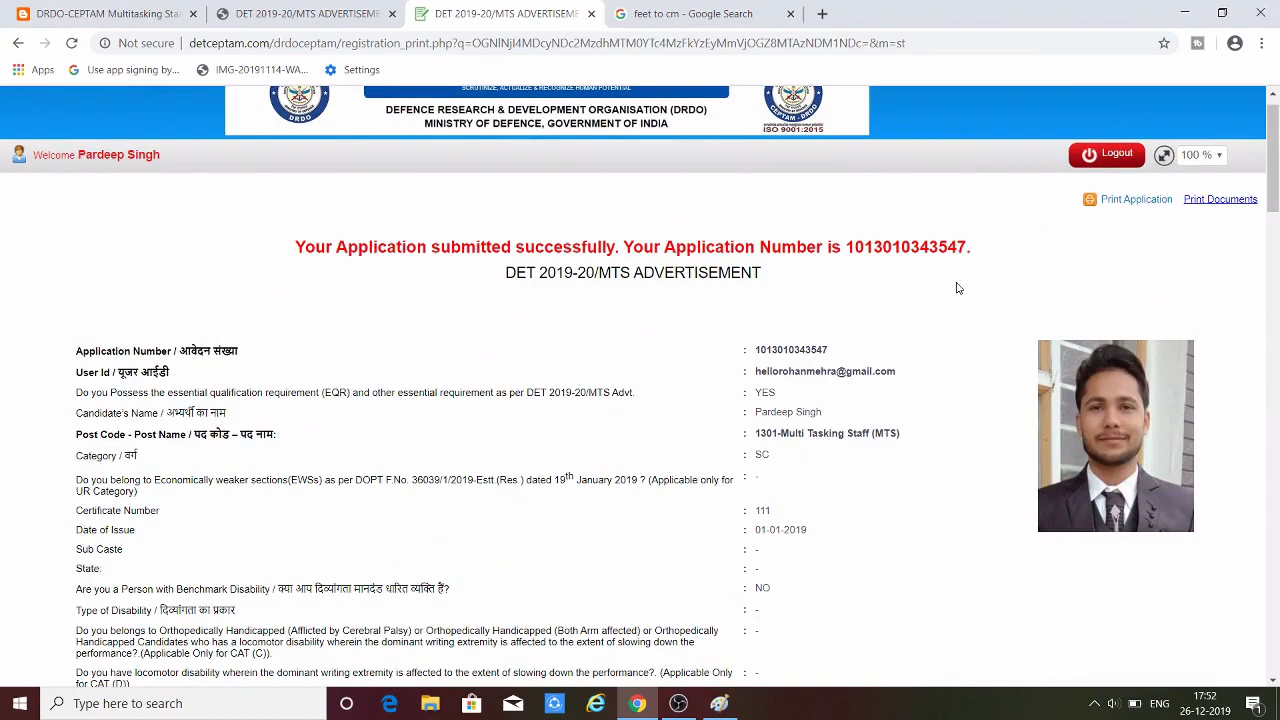 DRDO-CEPTAM Multitasking Sta
DET 2019-20/MTS ADVERTISEME
DET 2019-20/MTS ADVERTISEME
feet to cm - Google Search
Not secure | detceptam.com/drdoceptam/registration_print.php?q=OGNlNjI4MDcyNDc2MzdhMTM0YTc4MzFkYzEyMmVjOGZ8MTAzNDM1NDc=&m=st
Apps
Use app signing by...
IMG-20191114-WA...
Settings
SCRUTINIZE, ACTUALIZE & RECOGNIZE HUMAN POTENTIAL
DRDO
DEFENCE RESEARCH & DEVELOPMENT ORGANISATION (DRDO)
MINISTRY OF DEFENCE, GOVERNMENT OF INDIA
CEPTAM-DRDO
ISO 9001:2015
Welcome Pardeep Singh
Logout
100 %
Print Application Print Documents
Your Application submitted successfully. Your Application Number is 1013010343547.
DET 2019-20/MTS ADVERTISEMENT
Application Number / आवेदन संख्या : 1013010343547
User Id / यूजर आईडी : hellorohanmehra@gmail.com
Do you Possess the essential qualification requirement (EQR) and other essential requirement as per DET 2019-20/MTS Advt. : YES
Candidate's Name / अभ्यर्थी का नाम : Pardeep Singh
Post Code - Post Name / पद कोड – पद नाम: : 1301-Multi Tasking Staff (MTS)
Category / वर्ग : SC
Do you belong to Economically weaker sections(EWSs) as per DOPT F.No. 36039/1/2019-Estt (Res.) dated 19th January 2019 ? (Applicable only for : -
UR Category)
Certificate Number : 111
Date of Issue : 01-01-2019
Sub Caste : -
State: : -
Are you a Person with Benchmark Disability / क्या आप दिव्यांगता मानदंड धारित व्यक्ति हैं? : NO
Type of Disability / दिव्यांगता का प्रकार : -
Do you belongs to Orthopedically (Afflicted by Cerebral Palsy) or Orthopedically Handicapped (Both Arm affected) or Orthopedically : -
Handicapped Candidates who has a locomotor disability wherein the dominant writing extremity is affected to the extent of slowing down the
performance?.(Applicable Only for CAT (C)).
Do you have locomotor disability wherein the dominant writing extremity is affected to the extent of slowing down the performance?. (Applicable Only : -
for CAT (D))
Type here to search
ENG
17:52
26-12-2019